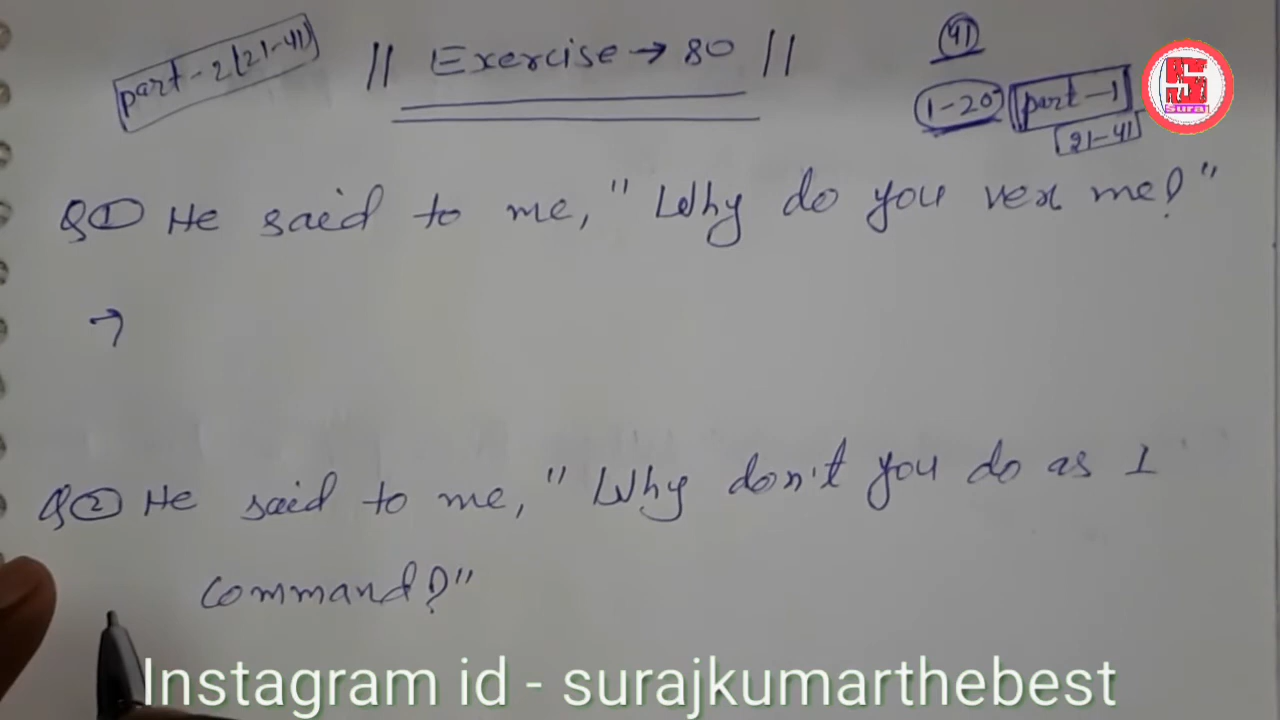 part-2(21-41)
|| Exercise → 80 ||
41
1-20 part-1
21-41
S
Suraj
Q① He said to me, "Why do you vex me?"
→
Q② He said to me, "Why don't you do as I
command?"
Instagram id - surajkumarthebest